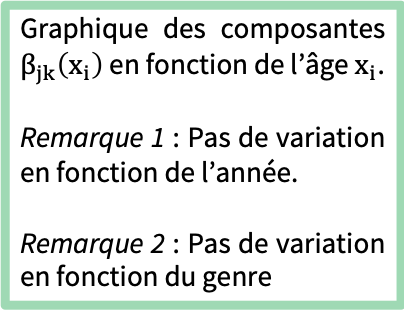 Graphique des composantes
βjk(xi) en fonction de l'âge xi.
Remarque 1 : Pas de variation
en fonction de l'année.
Remarque 2 : Pas de variation
en fonction du genre